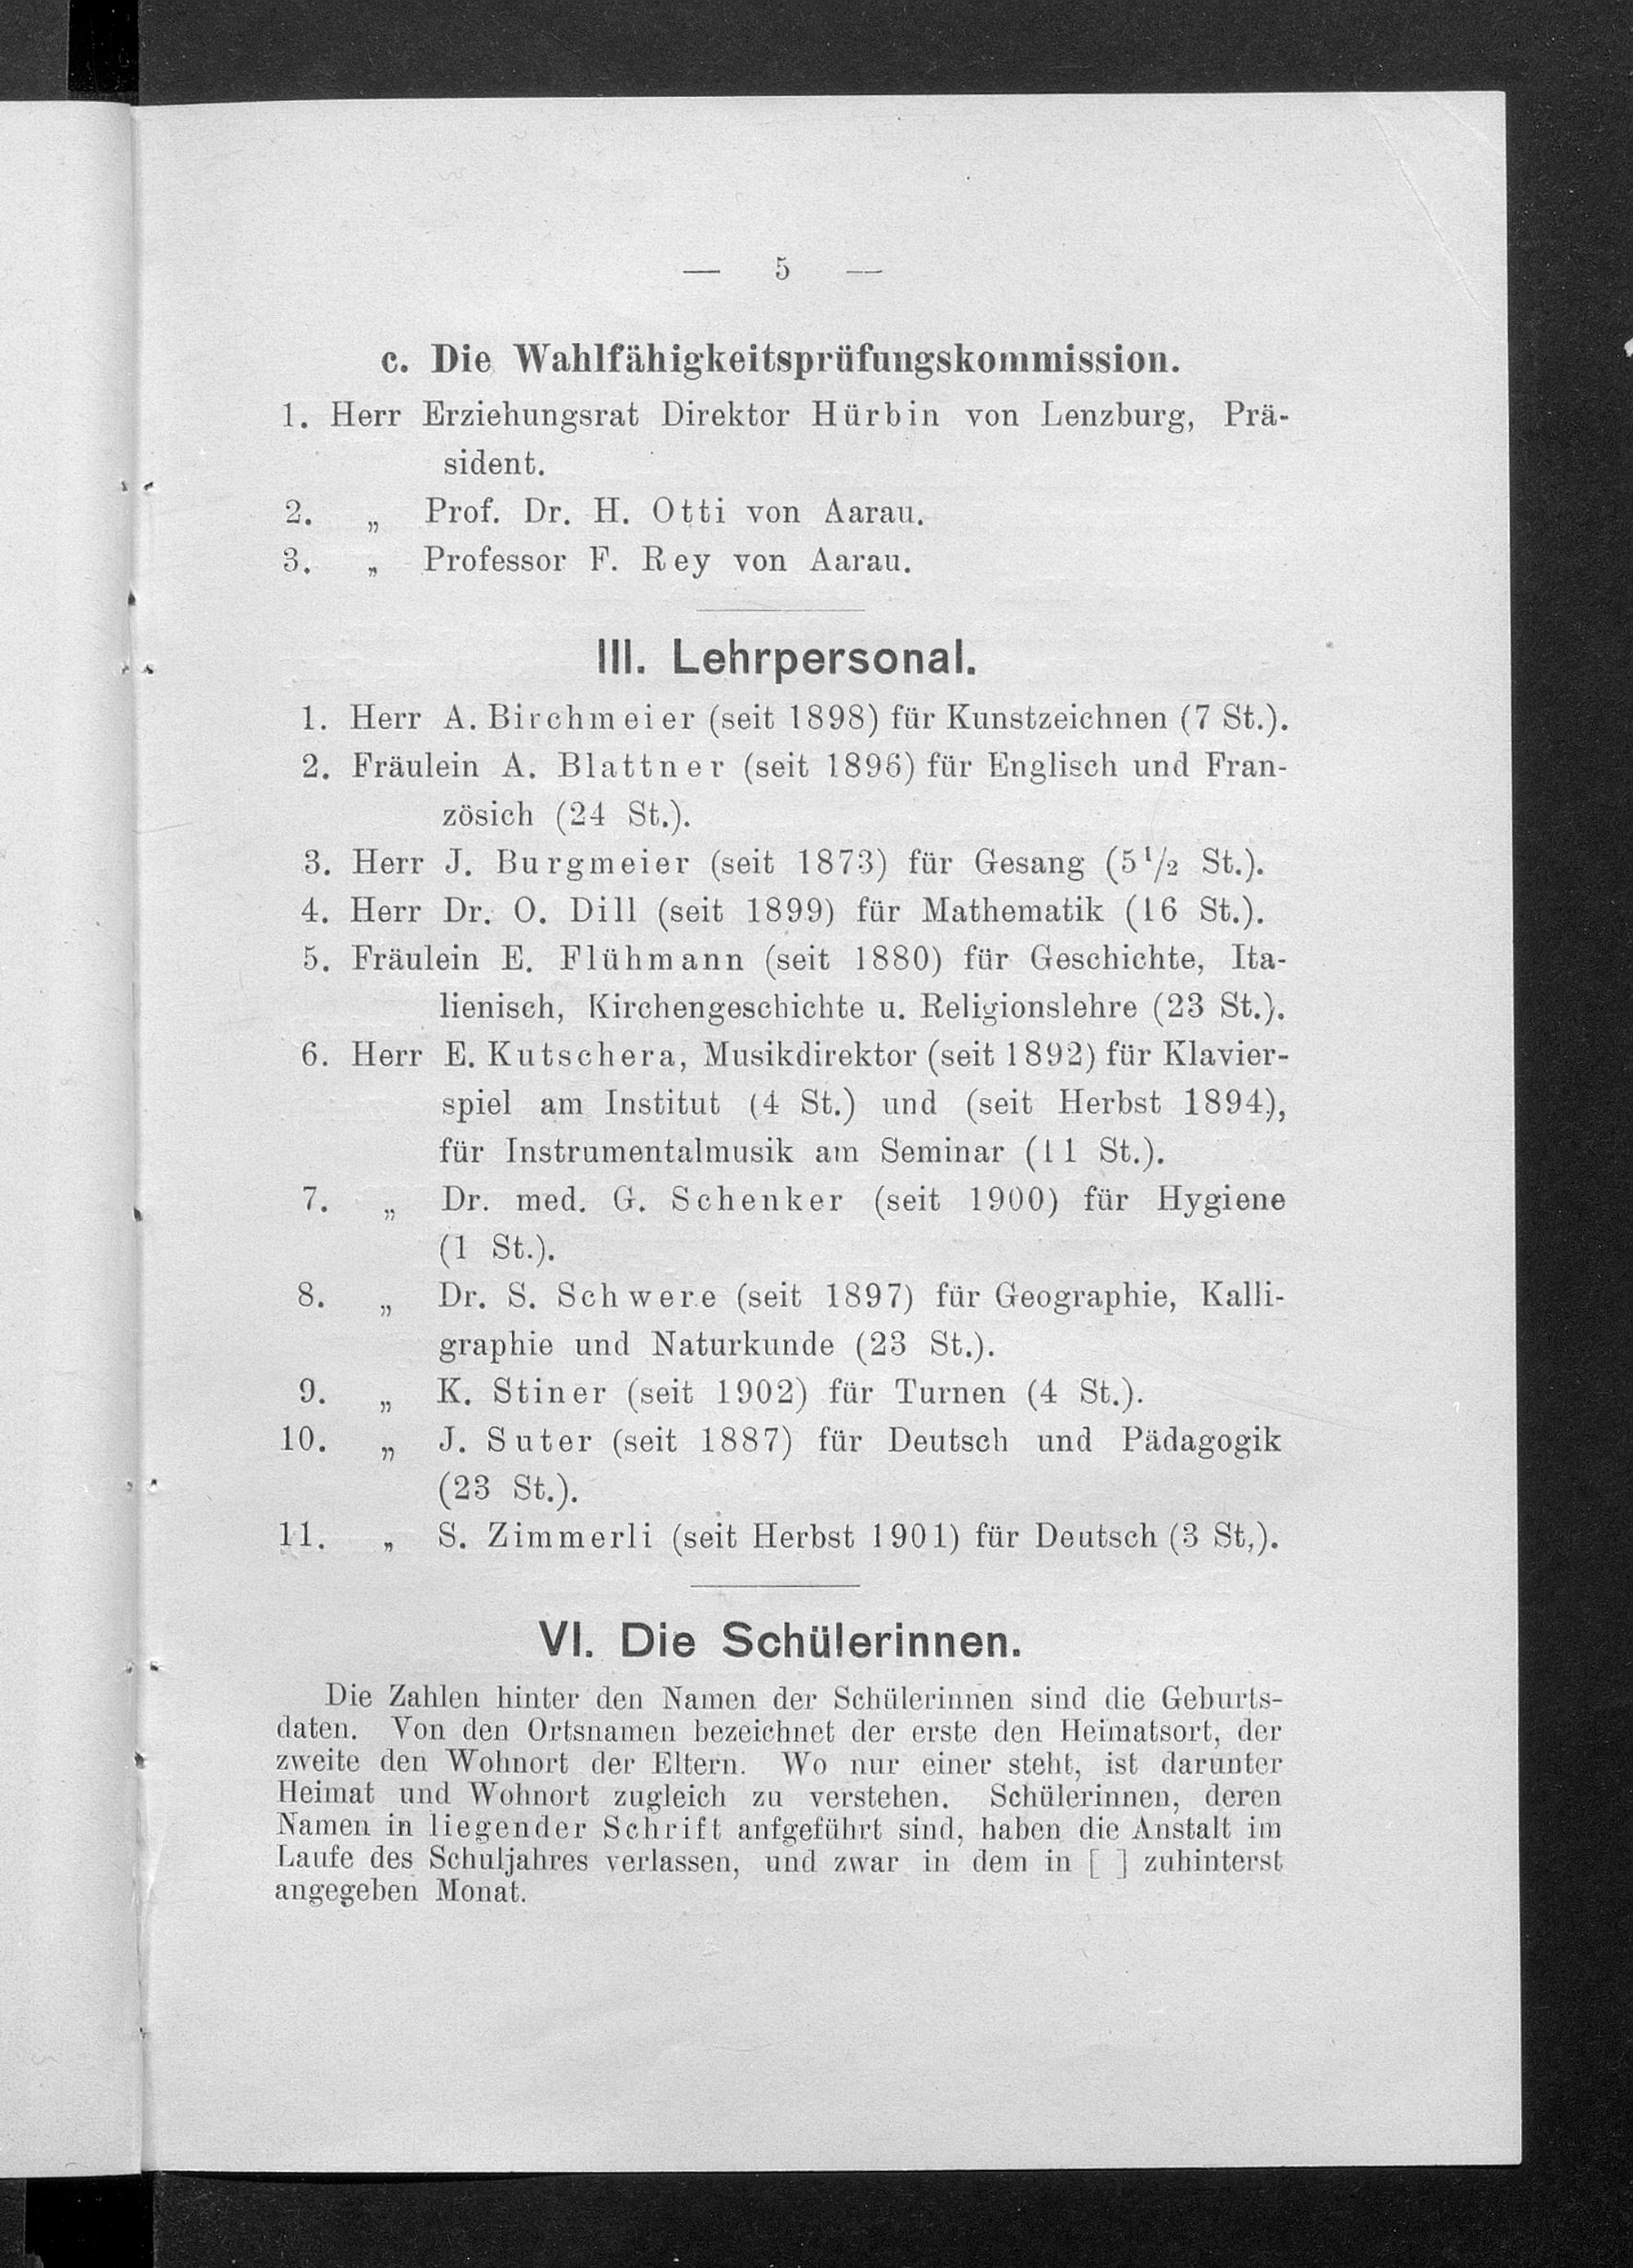 — 5 —
c. Die Wahlfähigkeitsprüfungskommission.
1. Herr Erziehungsrat Direktor Hürbin von Lenzburg, Prä-
sident.
2. „ Prof. Dr. H. Otti von Aarau.
3. „ Professor F. Rey von Aarau.
III. Lehrpersonal.
1. Herr A. Birchmeier (seit 1898) für Kunstzeichnen (7 St.).
2. Fräulein A. Blattner (seit 1896) für Englisch und Fran-
zösich (24 St.).
3. Herr J. Burgmeier (seit 1873) für Gesang (5 1/2 St.).
4. Herr Dr. O. Dill (seit 1899) für Mathematik (16 St.).
5. Fräulein E. Flühmann (seit 1880) für Geschichte, Ita-
lienisch, Kirchengeschichte u. Religionslehre (23 St.).
6. Herr E. Kutschera, Musikdirektor (seit 1892) für Klavier-
spiel am Institut (4 St.) und (seit Herbst 1894),
für Instrumentalmusik am Seminar (11 St.).
7. „ Dr. med. G. Schenker (seit 1900) für Hygiene
(1 St.).
8. „ Dr. S. Schwere (seit 1897) für Geographie, Kalli-
graphie und Naturkunde (23 St.).
9. „ K. Stiner (seit 1902) für Turnen (4 St.).
10. „ J. Suter (seit 1887) für Deutsch und Pädagogik
(23 St.).
11. „ S. Zimmerli (seit Herbst 1901) für Deutsch (3 St,).
VI. Die Schülerinnen.
Die Zahlen hinter den Namen der Schülerinnen sind die Geburts-
daten. Von den Ortsnamen bezeichnet der erste den Heimatsort, der
zweite den Wohnort der Eltern. Wo nur einer steht, ist darunter
Heimat und Wohnort zugleich zu verstehen. Schülerinnen, deren
Namen in liegender Schrift anfgeführt sind, haben die Anstalt im
Laufe des Schuljahres verlassen, und zwar in dem in [ ] zuhinterst
angegeben Monat.